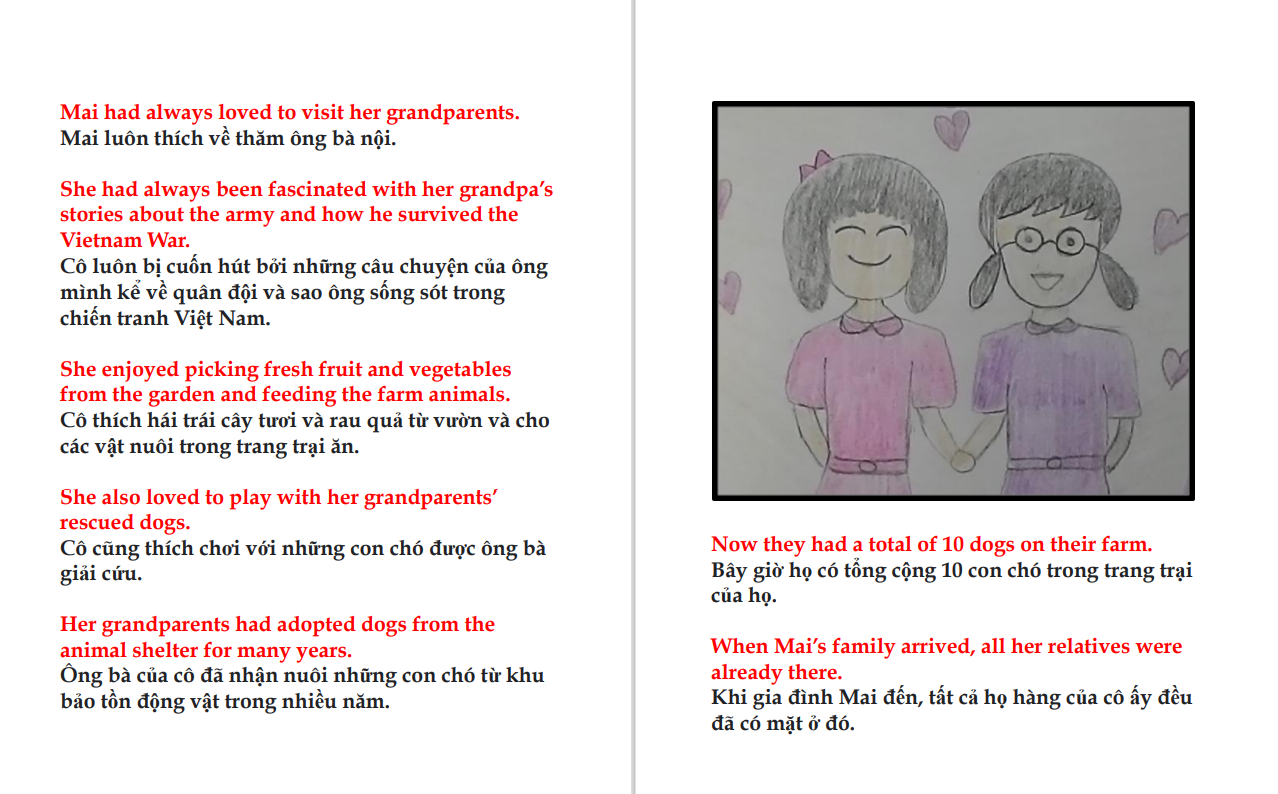 Mai had always loved to visit her grandparents.
Mai luôn thích về thăm ông bà nội.
She had always been fascinated with her grandpa’s
stories about the army and how he survived the
Vietnam War.
Cô luôn bị cuốn hút bởi những câu chuyện của ông
mình kể về quân đội và sao ông sống sót trong
chiến tranh Việt Nam.
She enjoyed picking fresh fruit and vegetables
from the garden and feeding the farm animals.
Cô thích hái trái cây tươi và rau quả từ vườn và cho
các vật nuôi trong trang trại ăn.
She also loved to play with her grandparents’
rescued dogs.
Cô cũng thích chơi với những con chó được ông bà
giải cứu.
Her grandparents had adopted dogs from the
animal shelter for many years.
Ông bà của cô đã nhận nuôi những con chó từ khu
bảo tồn động vật trong nhiều năm.
Now they had a total of 10 dogs on their farm.
Bây giờ họ có tổng cộng 10 con chó trong trang trại
của họ.
When Mai’s family arrived, all her relatives were
already there.
Khi gia đình Mai đến, tất cả họ hàng của cô ấy đều
đã có mặt ở đó.